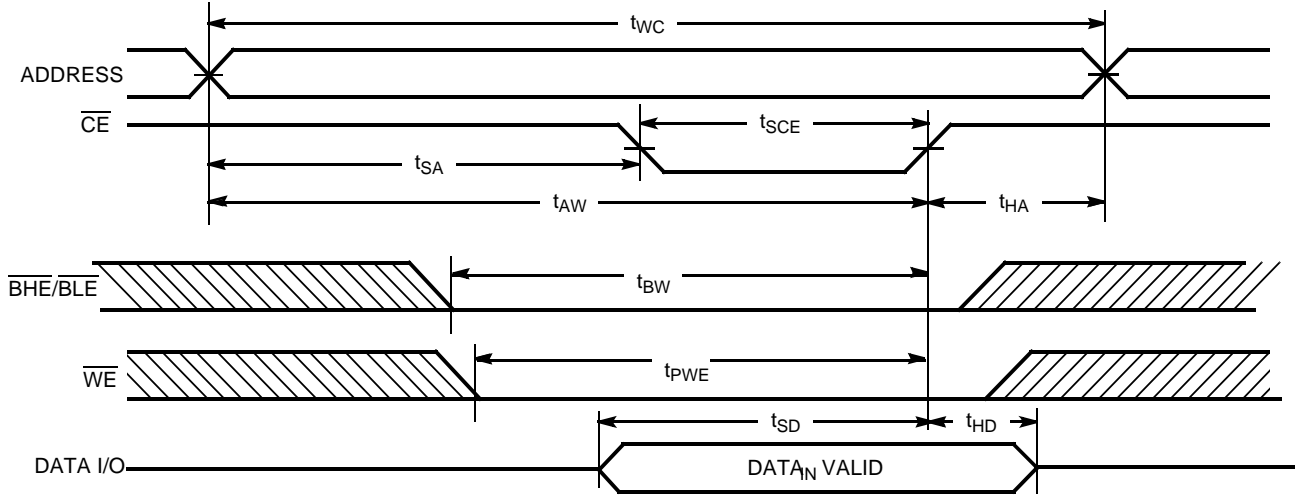 tWC
ADDRESS
CE
tSCE
tSA
tAW
tHA
BHE/BLE
tBW
WE
tPWE
tSD
tHD
DATA I/O
DATAIN VALID